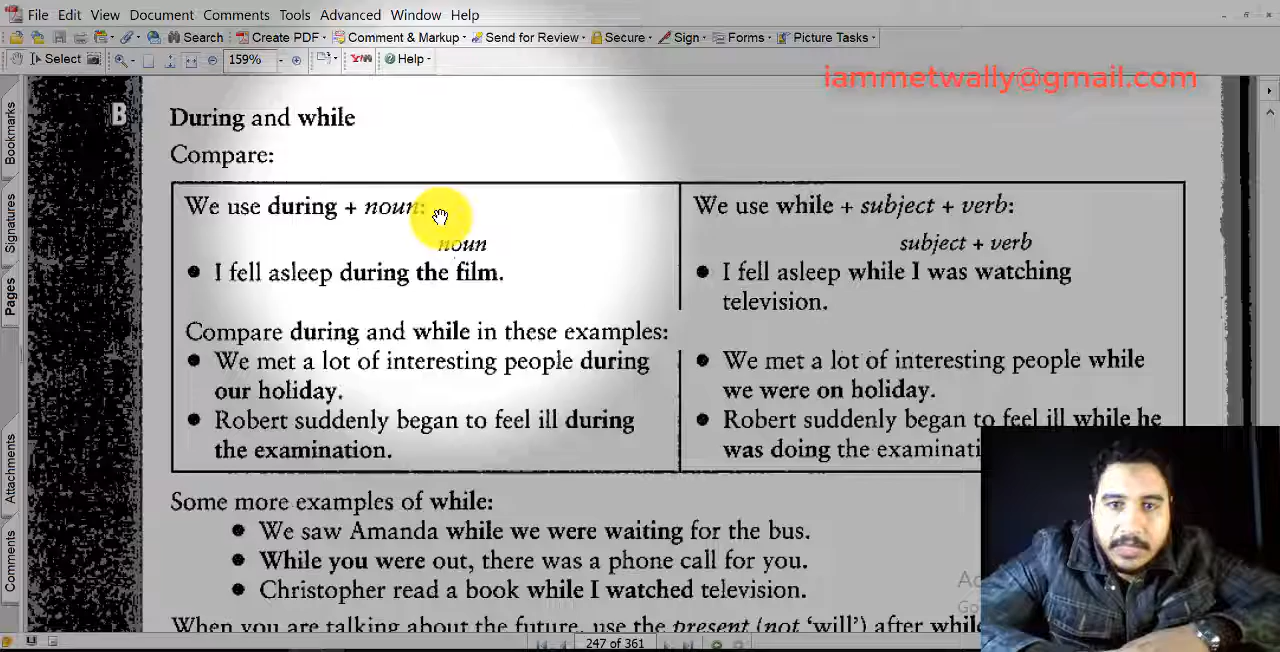 File Edit View Document Comments Tools Advanced Window Help
Search Create PDF Comment & Markup Send for Review Secure Sign Forms Picture Tasks
Select 159% Help
iammetwally@gmail.com
Bookmarks
Signatures
Pages
Attachments
Comments
B During and while
Compare:
We use during + noun:
noun
● I fell asleep during the film.
We use while + subject + verb:
subject + verb
● I fell asleep while I was watching
television.
Compare during and while in these examples:
● We met a lot of interesting people during
our holiday.
● Robert suddenly began to feel ill during
the examination.
● We met a lot of interesting people while
we were on holiday.
● Robert suddenly began to feel ill while he
was doing the examinati
Some more examples of while:
● We saw Amanda while we were waiting for the bus.
● While you were out, there was a phone call for you.
● Christopher read a book while I watched television.
When you are talking about the future, use the present (not 'will') after while
247 of 361